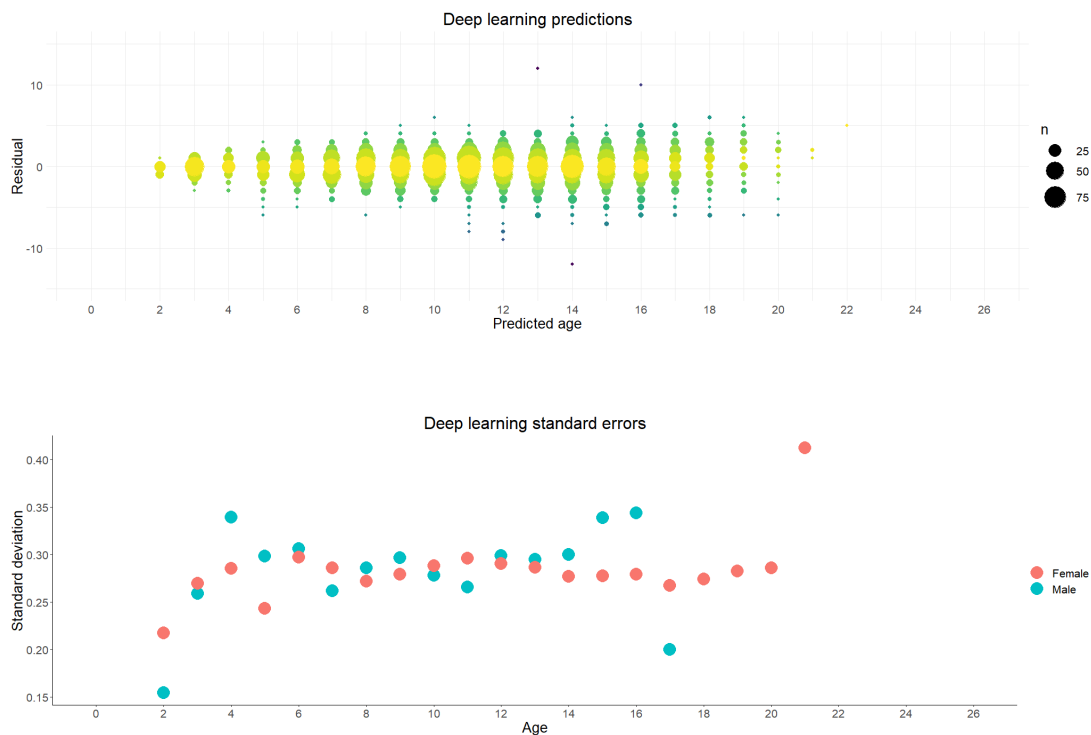 Deep learning predictions
Residual
10
0
-10
0 2 4 6 8 10 12 14 16 18 20 22 24 26
Predicted age
n
25
50
75
Deep learning standard errors
Standard deviation
0.40
0.35
0.30
0.25
0.20
0.15
0 2 4 6 8 10 12 14 16 18 20 22 24 26
Age
Female
Male